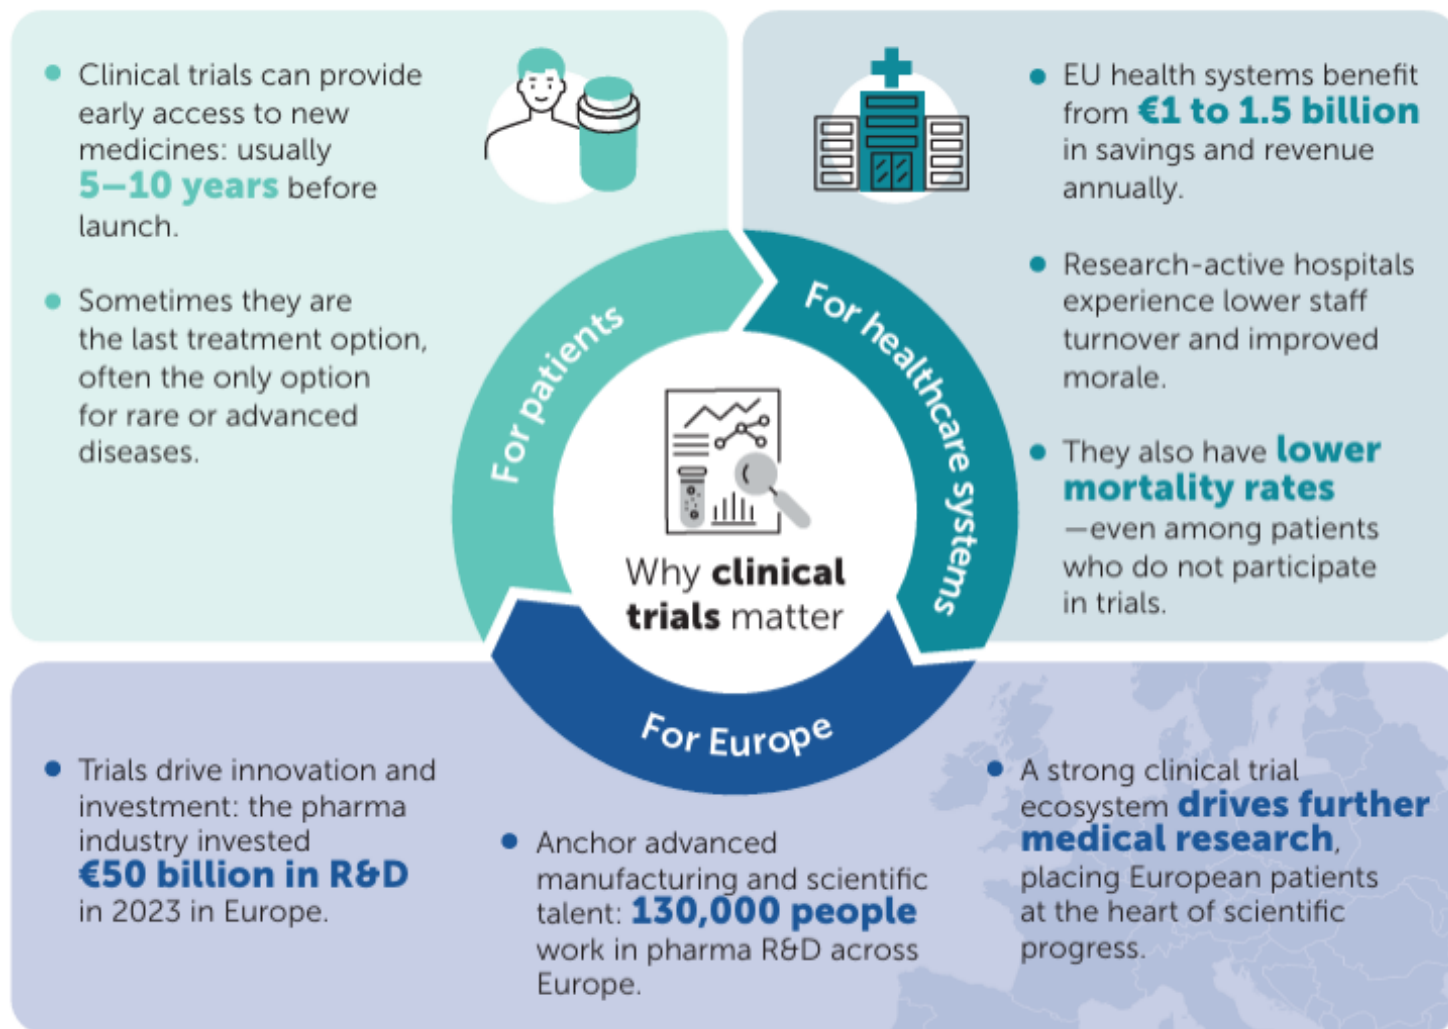 Clinical trials can provide
early access to new
medicines: usually
5–10 years before
launch.
Sometimes they are
the last treatment option,
often the only option
for rare or advanced
diseases.
EU health systems benefit
from €1 to 1.5 billion
in savings and revenue
annually.
Research-active hospitals
experience lower staff
turnover and improved
morale.
They also have lower
mortality rates
—even among patients
who do not participate
in trials.
For patients
For healthcare systems
Why clinical
trials matter
For Europe
Trials drive innovation and
investment: the pharma
industry invested
€50 billion in R&D
in 2023 in Europe.
Anchor advanced
manufacturing and scientific
talent: 130,000 people
work in pharma R&D across
Europe.
A strong clinical trial
ecosystem drives further
medical research,
placing European patients
at the heart of scientific
progress.